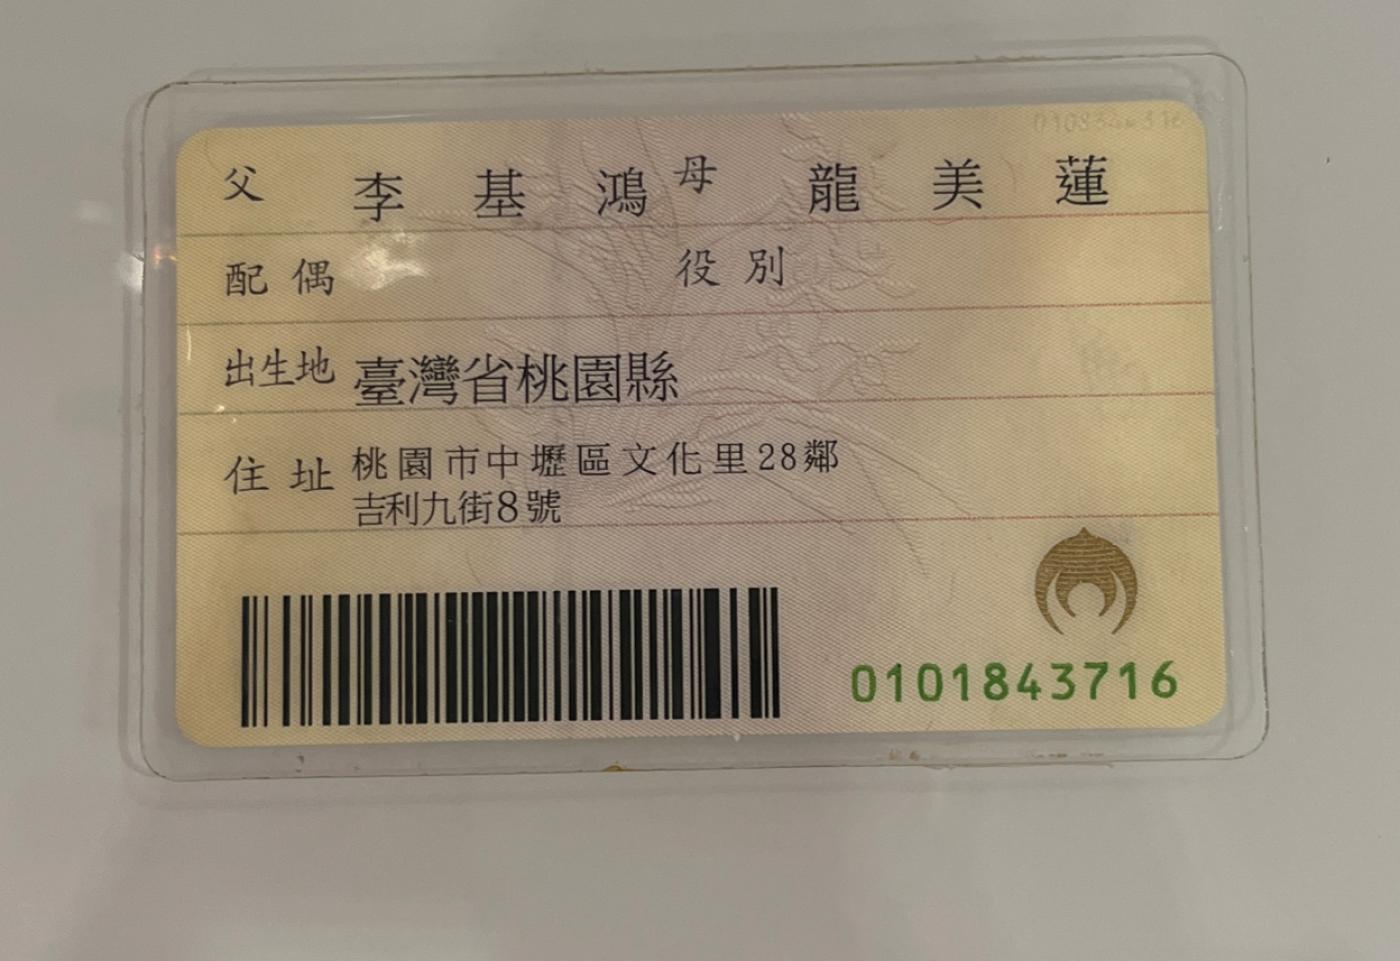 父 李基鴻 母 龍美蓮
配偶 役別
出生地 臺灣省桃園縣
住址 桃園市中壢區文化里28鄰
吉利九街8號
0101843716